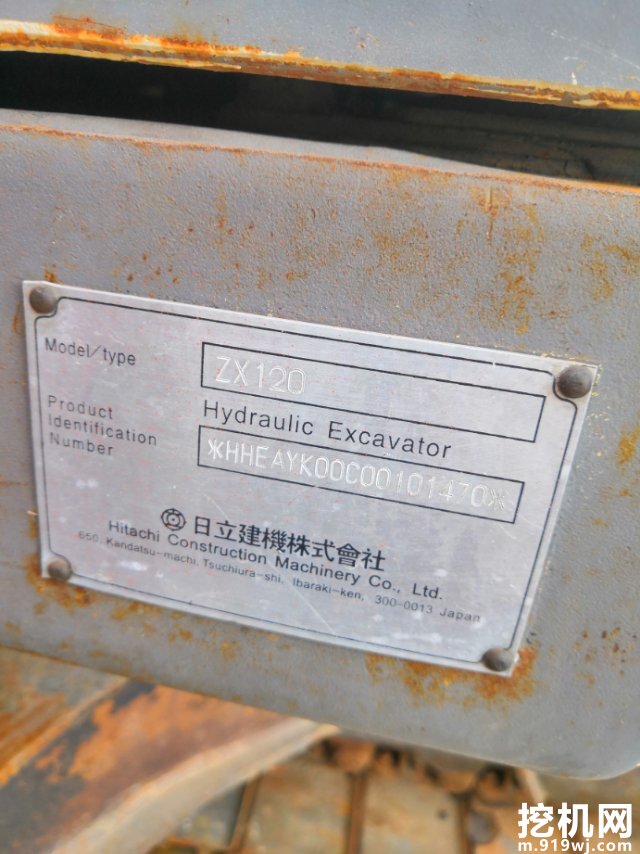 Model/type
ZX120
Hydraulic Excavator
Product
Identification
Number
*HHEAYK00C00101470*
日立建機株式會社
Hitachi Construction Machinery Co., Ltd.
650, Kandatsu-machi, Tsuchiura-shi, Ibaraki-ken, 300-0013 Japan
挖机网
m.919wj.com